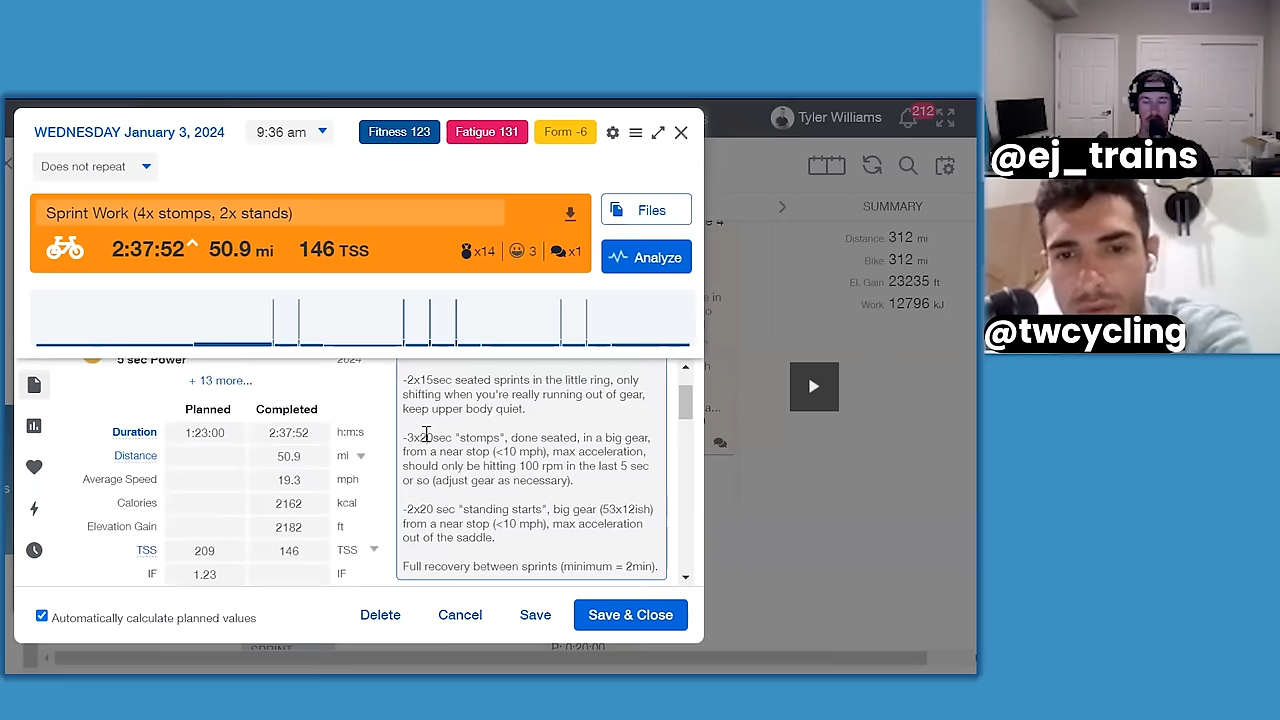 WEDNESDAY January 3, 2024
9:36 am
Fitness 123
Fatigue 131
Form -6
Does not repeat
Sprint Work (4x stomps, 2x stands)
2:37:52
50.9 mi
146 TSS
x14
3
x1
Files
Analyze
5 sec Power
2024
+ 13 more...
Planned
Completed
Duration 1:23:00 2:37:52 h:m:s
Distance 50.9 mi
Average Speed 19.3 mph
Calories 2162 kcal
Elevation Gain 2182 ft
TSS 209 146 TSS
IF 1.23 IF
-2x15sec seated sprints in the little ring, only
shifting when you're really running out of gear,
keep upper body quiet.
-3x20sec "stomps", done seated, in a big gear,
from a near stop (<10 mph), max acceleration,
should only be hitting 100 rpm in the last 5 sec
or so (adjust gear as necessary).
-2x20 sec "standing starts", big gear (53x12ish)
from a near stop (<10 mph), max acceleration
out of the saddle.
Full recovery between sprints (minimum = 2min).
Automatically calculate planned values
Delete
Cancel
Save
Save & Close
Tyler Williams
212
SUMMARY
Distance 312 mi
Bike 312 mi
El. Gain 23235 ft
Work 12796 kJ
e in
o
h
a...
SPRINT
P: 0:20:00
@ej_trains
@twcycling